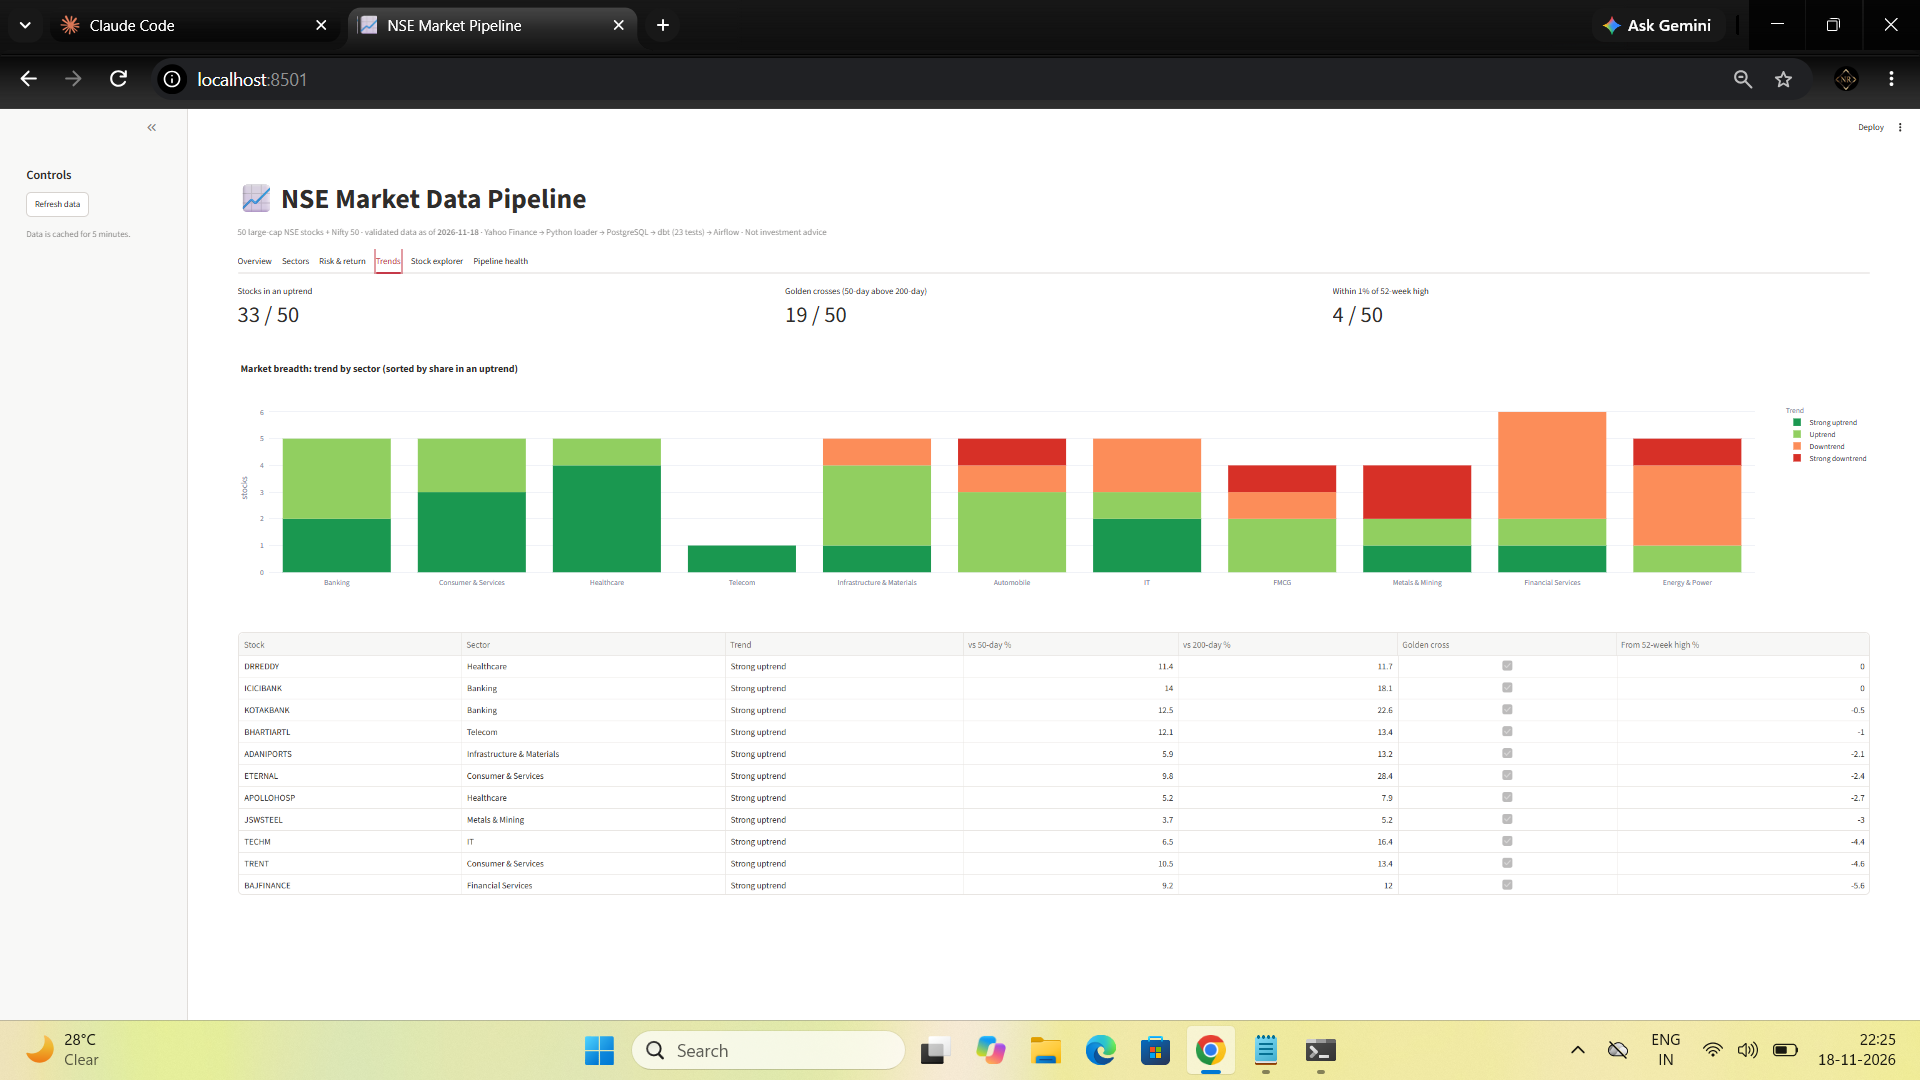 Claude Code
NSE Market Pipeline
Ask Gemini
localhost:8501
Deploy
Controls
Refresh data
Data is cached for 5 minutes.
NSE Market Data Pipeline
50 large-cap NSE stocks + Nifty 50 · validated data as of 2026-11-18 · Yahoo Finance → Python loader → PostgreSQL → dbt (23 tests) → Airflow · Not investment advice
Overview Sectors Risk & return Trends Stock explorer Pipeline health
Stocks in an uptrend Golden crosses (50-day above 200-day) Within 1% of 52-week high
33 / 50 19 / 50 4 / 50
Market breadth: trend by sector (sorted by share in an uptrend)
stocks
6
5
4
3
2
1
0
Banking Consumer & Services Healthcare Telecom Infrastructure & Materials Automobile IT FMCG Metals & Mining Financial Services Energy & Power
Trend
Strong uptrend
Uptrend
Downtrend
Strong downtrend
Stock Sector Trend vs 50-day % vs 200-day % Golden cross From 52-week high %
DRREDDY Healthcare Strong uptrend 11.4 11.7 0
ICICIBANK Banking Strong uptrend 14 18.1 0
KOTAKBANK Banking Strong uptrend 12.5 22.6 -0.5
BHARTIARTL Telecom Strong uptrend 12.1 13.4 -1
ADANIPORTS Infrastructure & Materials Strong uptrend 5.9 13.2 -2.1
ETERNAL Consumer & Services Strong uptrend 9.8 28.4 -2.4
APOLLOHOSP Healthcare Strong uptrend 5.2 7.9 -2.7
JSWSTEEL Metals & Mining Strong uptrend 3.7 5.2 -3
TECHM IT Strong uptrend 6.5 16.4 -4.4
TRENT Consumer & Services Strong uptrend 10.5 13.4 -4.6
BAJFINANCE Financial Services Strong uptrend 9.2 12 -5.6
28°C
Clear
Search
ENG
IN
22:25
18-11-2026